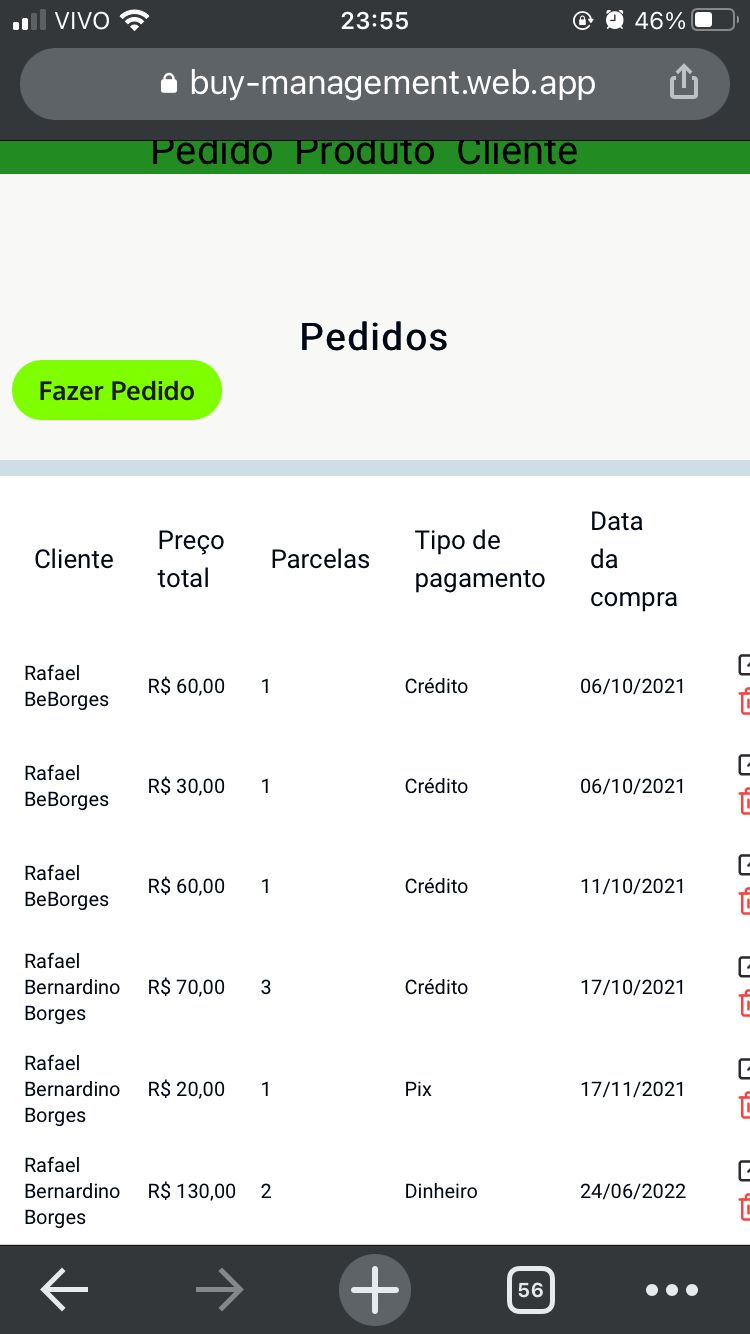 VIVO 23:55 46%
buy-management.web.app
Pedido Produto Cliente
Pedidos
Fazer Pedido
Cliente Preço total Parcelas Tipo de pagamento Data da compra
Rafael BeBorges R$ 60,00 1 Crédito 06/10/2021
Rafael BeBorges R$ 30,00 1 Crédito 06/10/2021
Rafael BeBorges R$ 60,00 1 Crédito 11/10/2021
Rafael Bernardino Borges R$ 70,00 3 Crédito 17/10/2021
Rafael Bernardino Borges R$ 20,00 1 Pix 17/11/2021
Rafael Bernardino Borges R$ 130,00 2 Dinheiro 24/06/2022
56